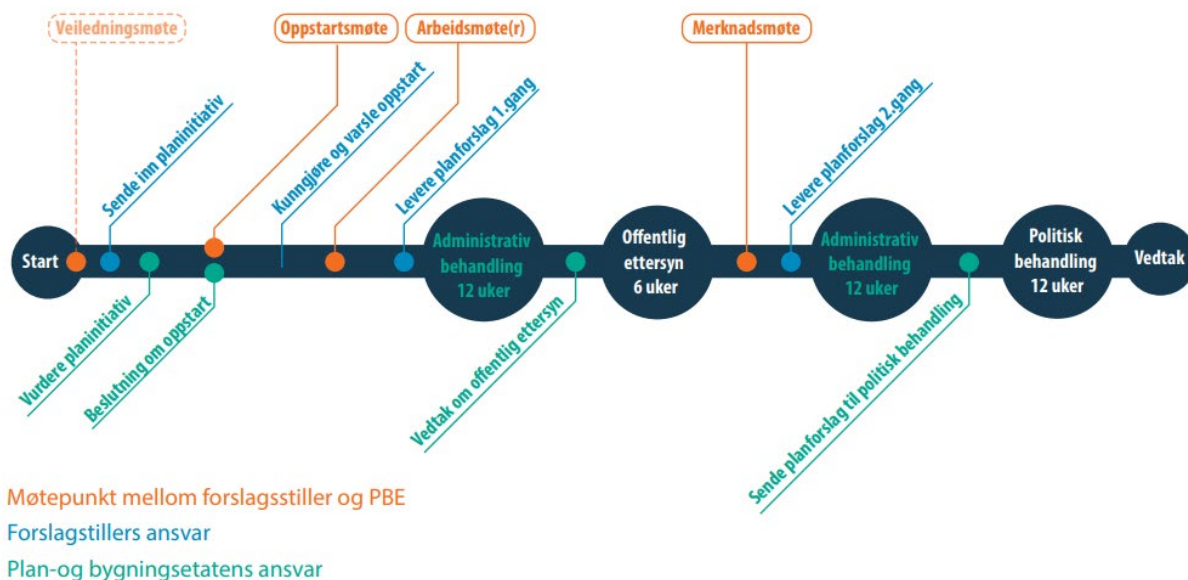 Veiledningsmøte
Oppstartsmøte
Arbeidsmøte(r)
Merknadsmøte
Sende inn planinitiativ
Kunngjøre og varsle oppstart
Levere planforslag 1.gang
Levere planforslag 2.gang
Start
Administrativ
behandling
12 uker
Offentlig
ettersyn
6 uker
Administrativ
behandling
12 uker
Politisk
behandling
12 uker
Vedtak
Vurdere planinitiativ
Beslutning om oppstart
Vedtak om offentlig ettersyn
Sende planforslag til politisk behandling
Møtepunkt mellom forslagsstiller og PBE
Forslagstillers ansvar
Plan-og bygningsetatens ansvar